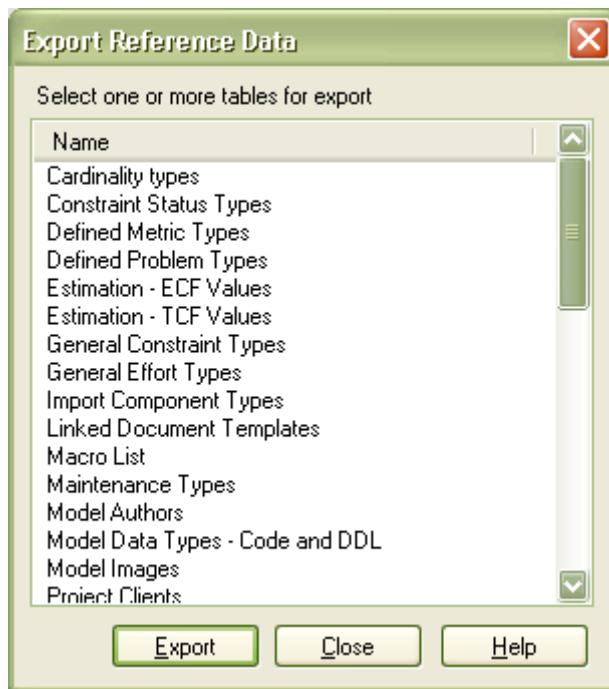 Export Reference Data
Select one or more tables for export
Name
Cardinality types
Constraint Status Types
Defined Metric Types
Defined Problem Types
Estimation - ECF Values
Estimation - TCF Values
General Constraint Types
General Effort Types
Import Component Types
Linked Document Templates
Macro List
Maintenance Types
Model Authors
Model Data Types - Code and DDL
Model Images
Project Clients
Export Close Help